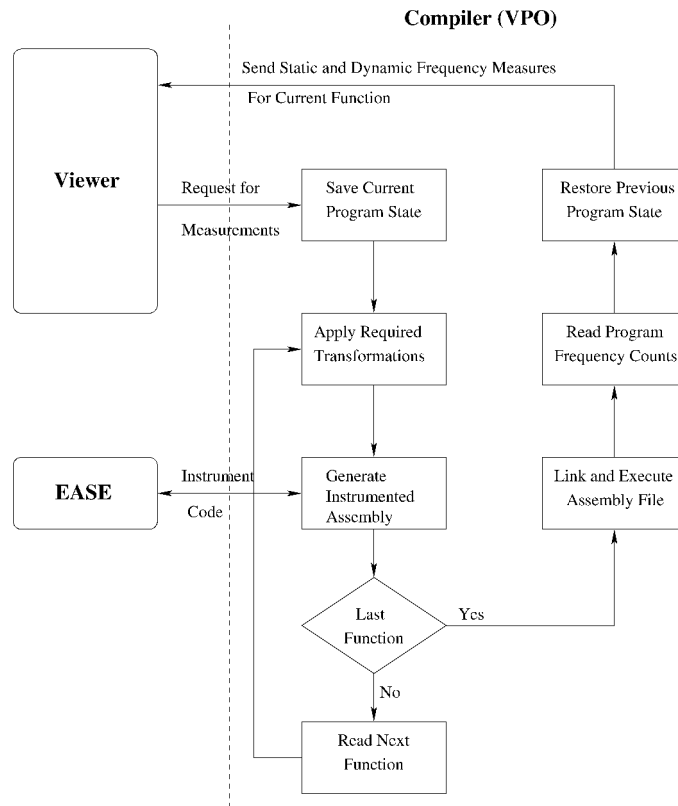 Compiler (VPO)
Send Static and Dynamic Frequency Measures
For Current Function
Viewer
Request for
Measurements
Save Current
Program State
Restore Previous
Program State
Apply Required
Transformations
Read Program
Frequency Counts
EASE
Instrument
Code
Generate
Instrumented
Assembly
Link and Execute
Assembly File
Last
Function
Yes
No
Read Next
Function